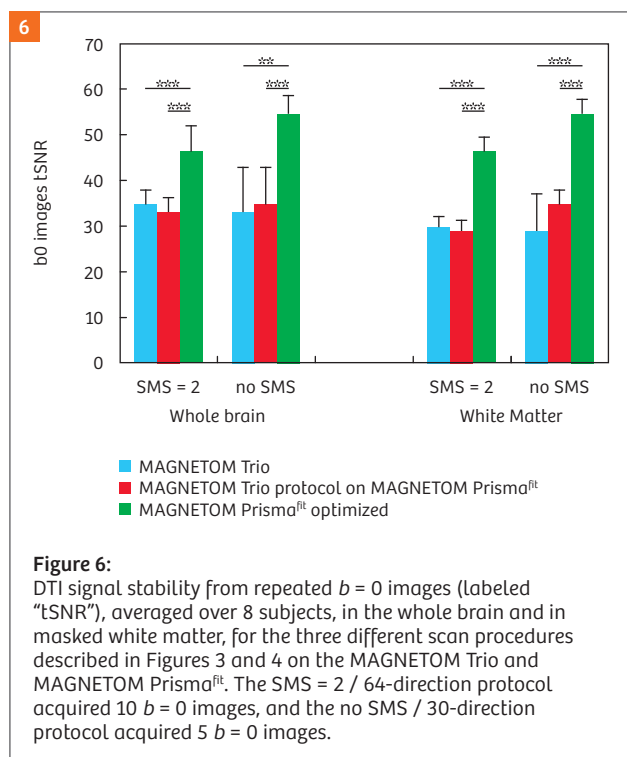 6
70
60
50
40
30
20
10
0
b0 images tSNR
*** 
***
**
***
***
***
***
***
SMS = 2 no SMS SMS = 2 no SMS
Whole brain White Matter
MAGNETOM Trio
MAGNETOM Trio protocol on MAGNETOM Prismafit
MAGNETOM Prismafit optimized
Figure 6:
DTI signal stability from repeated b = 0 images (labeled
“tSNR”), averaged over 8 subjects, in the whole brain and in
masked white matter, for the three different scan procedures
described in Figures 3 and 4 on the MAGNETOM Trio and
MAGNETOM Prismafit. The SMS = 2 / 64-direction protocol
acquired 10 b = 0 images, and the no SMS / 30-direction
protocol acquired 5 b = 0 images.